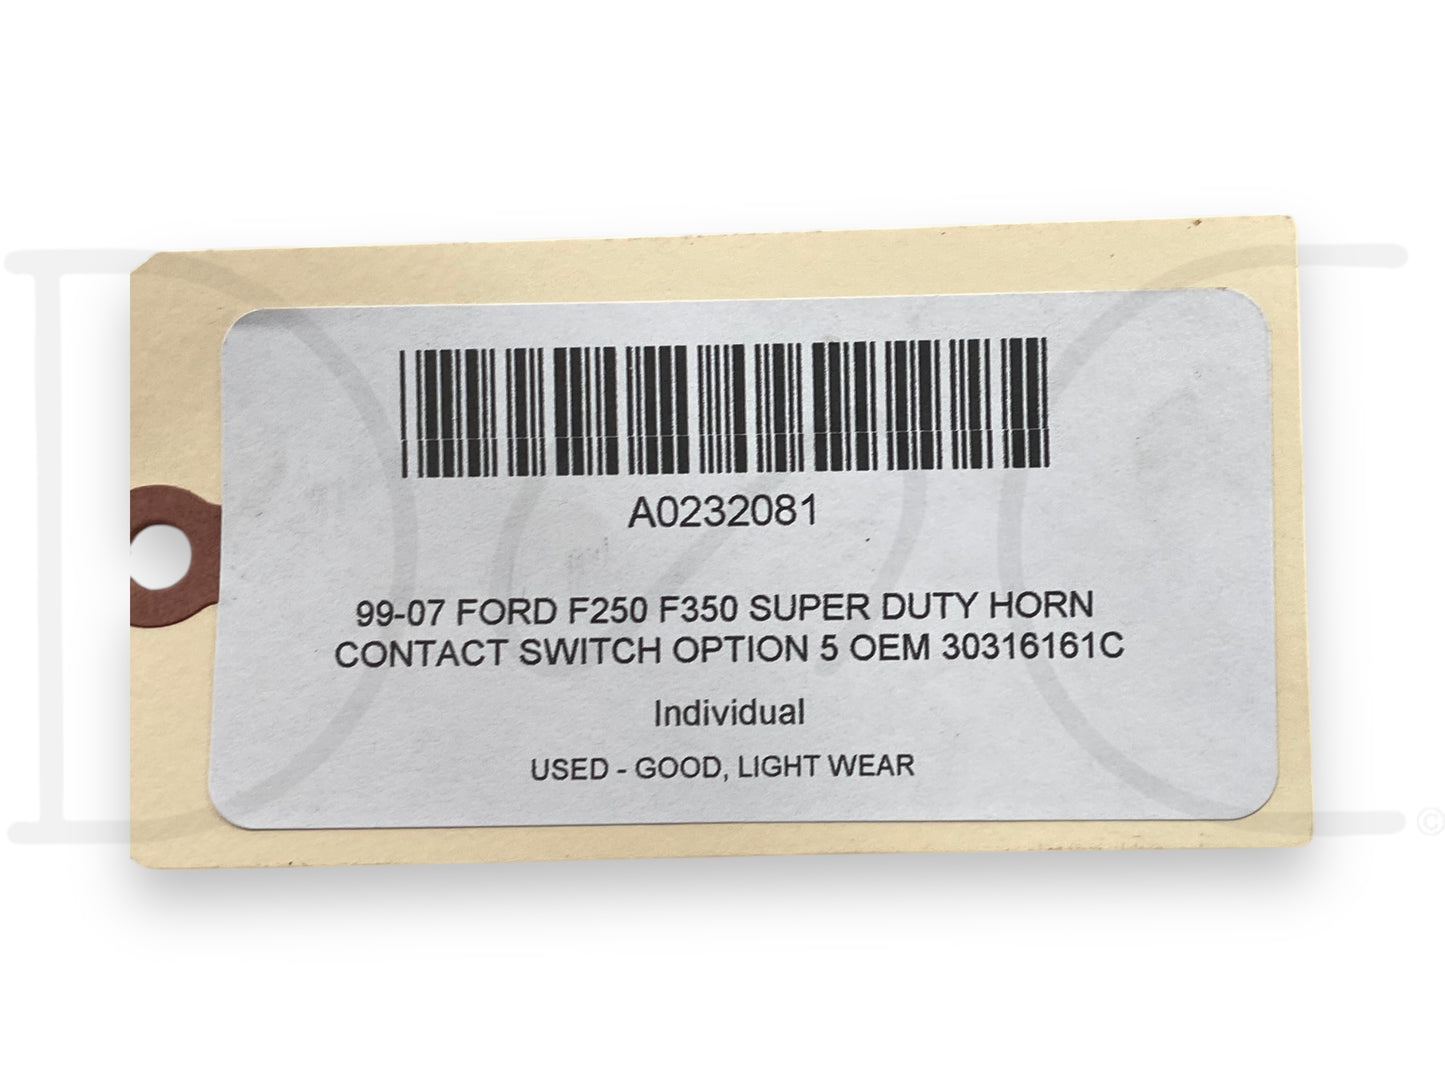 A0232081
99-07 FORD F250 F350 SUPER DUTY HORN
CONTACT SWITCH OPTION 5 OEM 30316161C
Individual
USED - GOOD, LIGHT WEAR
©